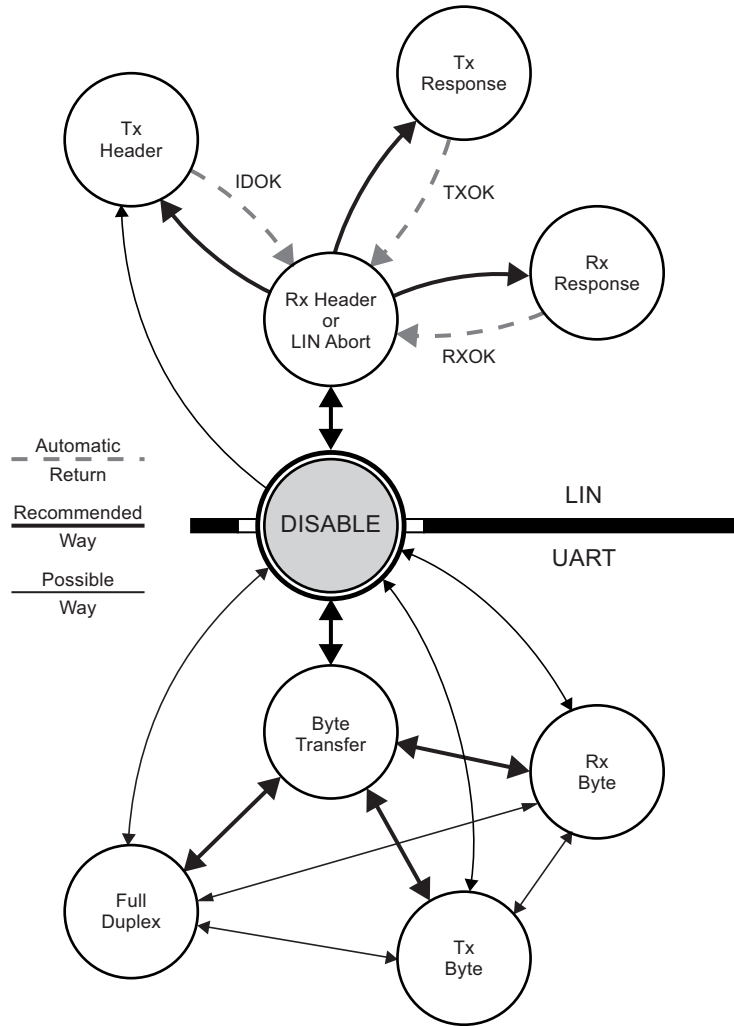 Tx
Response
Tx
Header
IDOK
TXOK
Rx
Response
Rx Header
or
LIN Abort
RXOK
Automatic
Return
Recommended
Way
Possible
Way
LIN
DISABLE
UART
Byte
Transfer
Rx
Byte
Full
Duplex
Tx
Byte